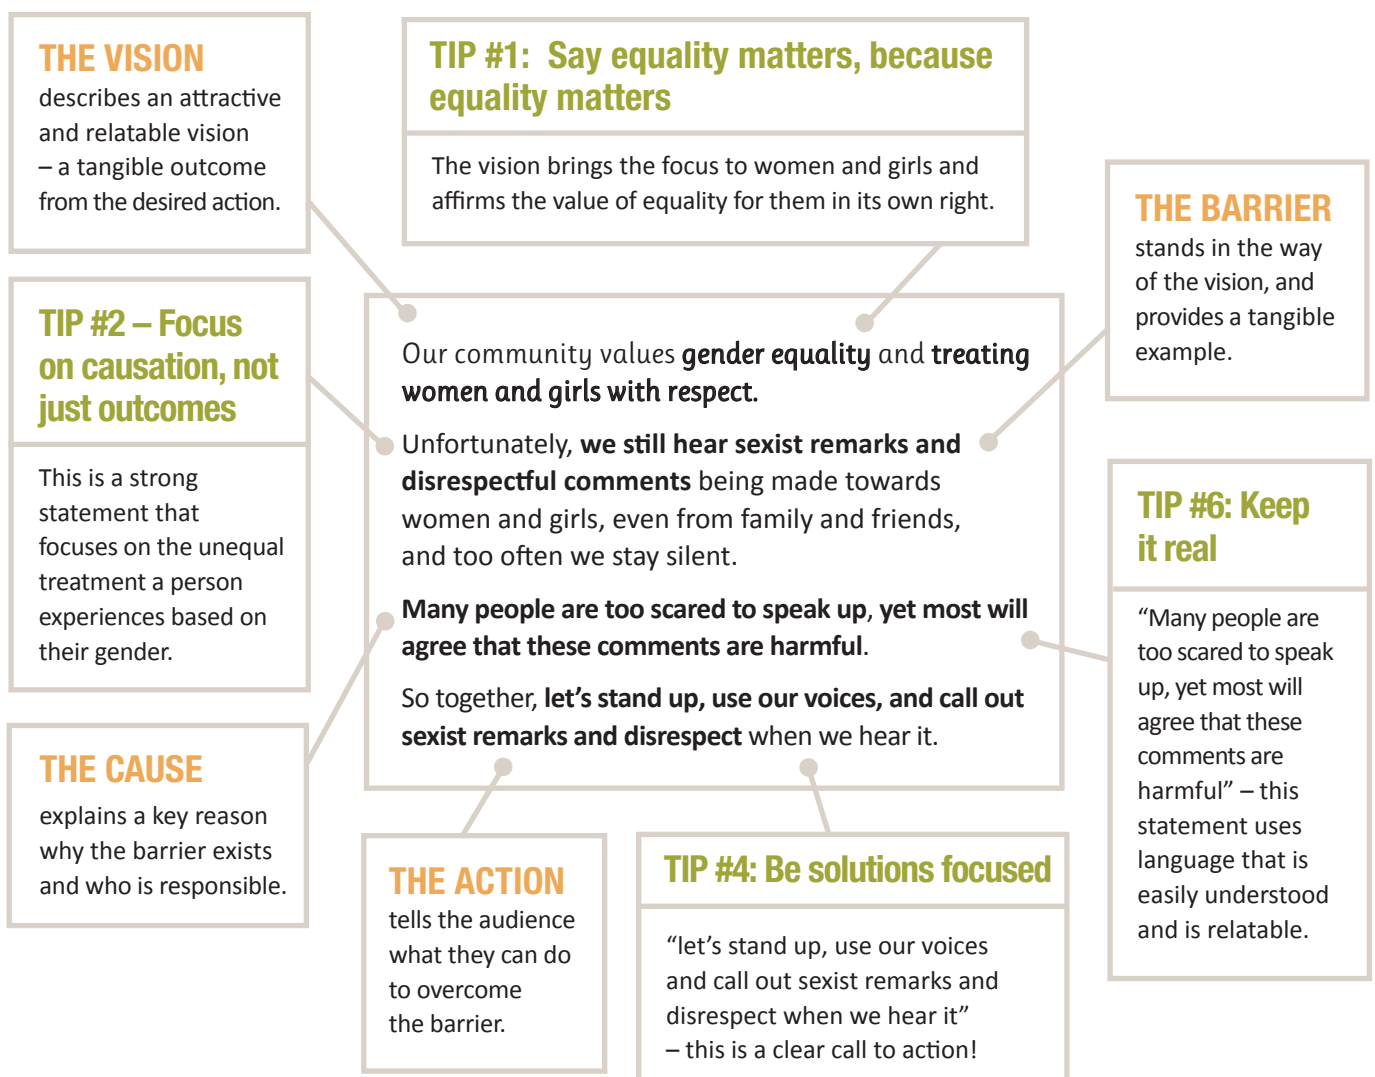 THE VISION
describes an attractive
and relatable vision
– a tangible outcome
from the desired action.
TIP #1: Say equality matters, because
equality matters
The vision brings the focus to women and girls and
affirms the value of equality for them in its own right.
THE BARRIER
stands in the way
of the vision, and
provides a tangible
example.
TIP #2 – Focus
on causation, not
just outcomes
This is a strong
statement that
focuses on the unequal
treatment a person
experiences based on
their gender.
Our community values gender equality and treating
women and girls with respect.
Unfortunately, we still hear sexist remarks and
disrespectful comments being made towards
women and girls, even from family and friends,
and too often we stay silent.
Many people are too scared to speak up, yet most will
agree that these comments are harmful.
So together, let’s stand up, use our voices, and call out
sexist remarks and disrespect when we hear it.
TIP #6: Keep
it real
“Many people are
too scared to speak
up, yet most will
agree that these
comments are
harmful” – this
statement uses
language that is
easily understood
and is relatable.
THE CAUSE
explains a key reason
why the barrier exists
and who is responsible.
THE ACTION
tells the audience
what they can do
to overcome
the barrier.
TIP #4: Be solutions focused
“let’s stand up, use our voices
and call out sexist remarks and
disrespect when we hear it”
– this is a clear call to action!